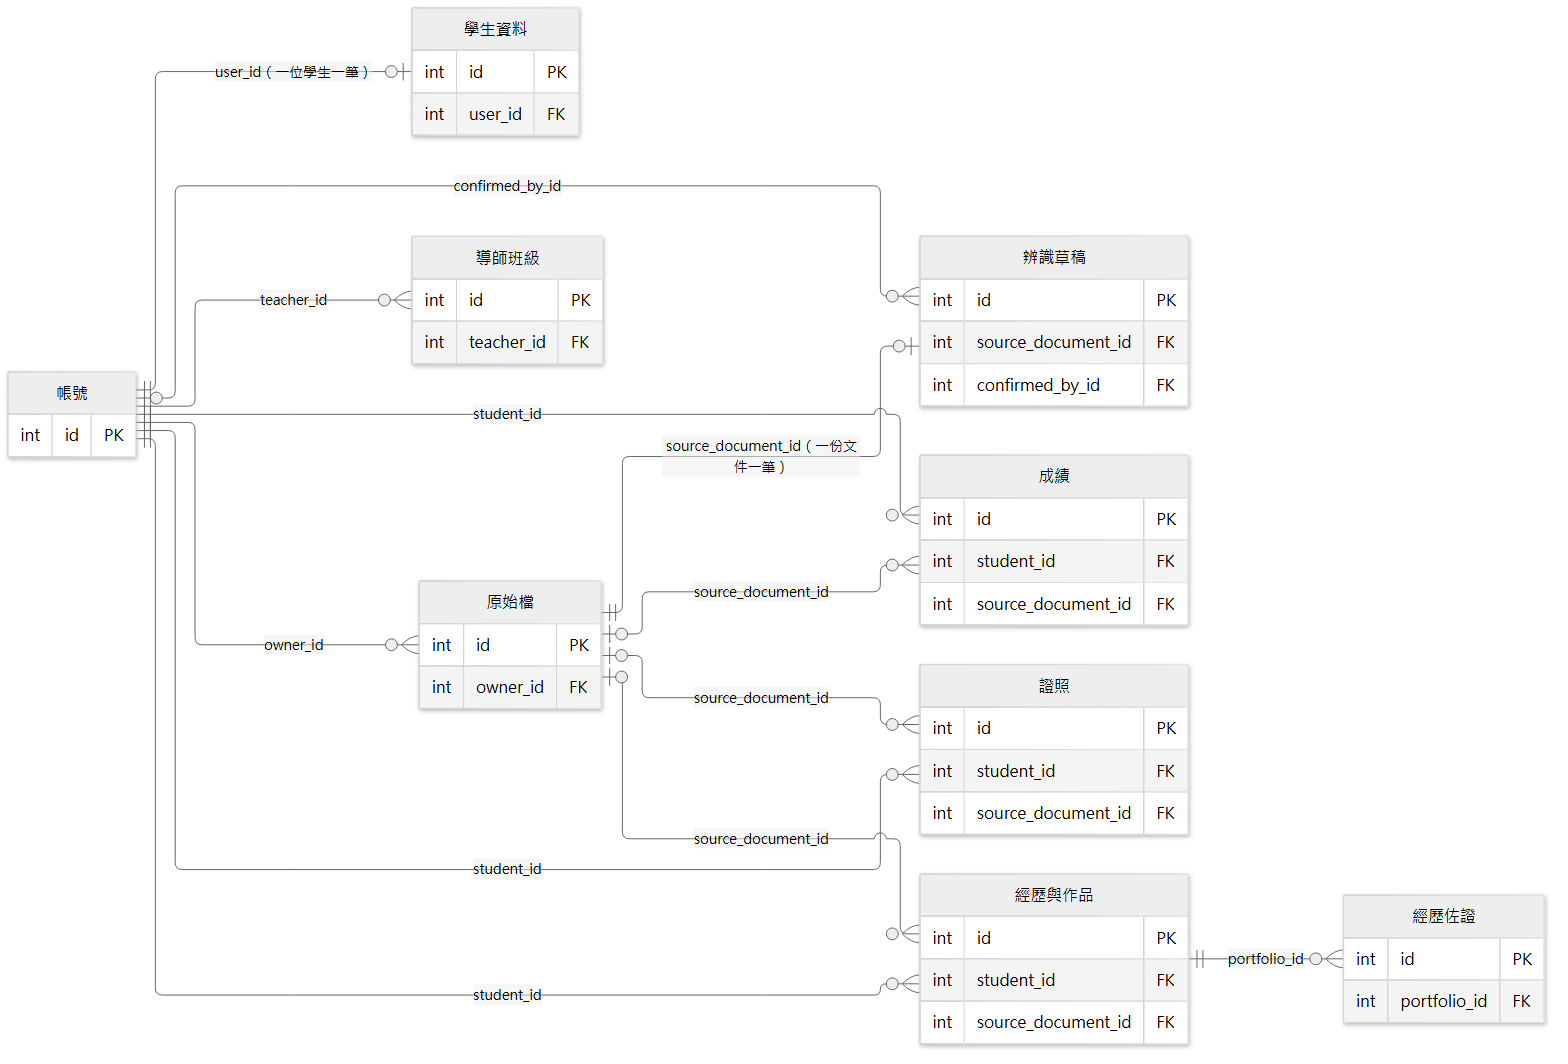 學生資料
int id PK
int user_id FK
user_id（一位學生一筆）
confirmed_by_id
導師班級
int id PK
int teacher_id FK
teacher_id
辨識草稿
int id PK
int source_document_id FK
int confirmed_by_id FK
帳號
int id PK
student_id
source_document_id（一份文
件一筆）
成績
int id PK
int student_id FK
int source_document_id FK
原始檔
int id PK
int owner_id FK
owner_id
source_document_id
source_document_id
證照
int id PK
int student_id FK
int source_document_id FK
source_document_id
student_id
經歷與作品
int id PK
int student_id FK
int source_document_id FK
portfolio_id
經歷佐證
int id PK
int portfolio_id FK
student_id